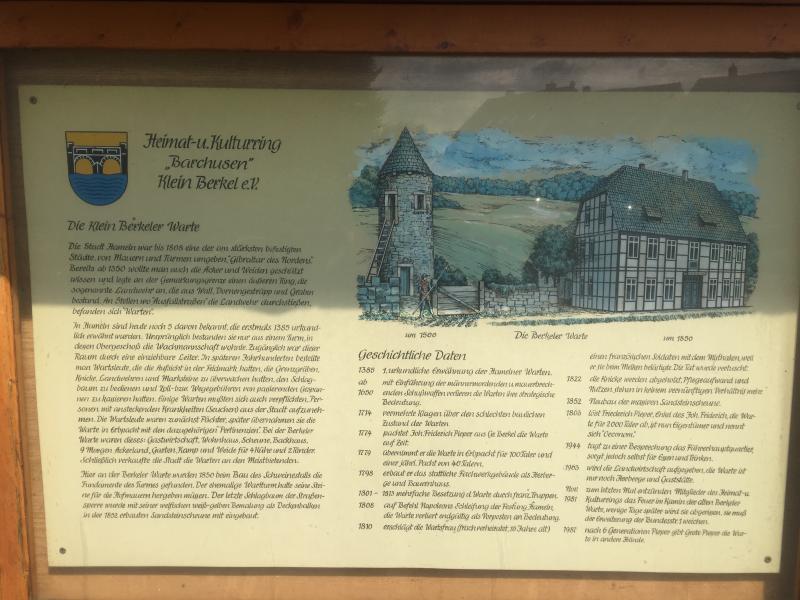 Heimat-u.Kulturring
„Barchusen"
Klein Berkel e.V.
Die Klein Berkeler Warte
Die Stadt Hameln war bis 1808 eine der am stärksten befestigten
Städte, von Mauern und Türmen umgeben, "Gibraltar des Nordens".
Bereits ab 1350 wollte man auch die Äcker und Weiden geschützt
wissen und legte an der Gemarkungsgrenze einen äußeren Ring, die
sogenannte Landwehr an, die aus Wall, Dornengestrüpp und Graben
bestand. An Stellen wo "Ausfallstraßen" die Landwehr durchstießen,
befanden sich "Warten".
In Hameln sind heute noch 5 davon bekannt, die erstmals 1385 urkund-
lich erwähnt wurden. Ursprünglich bestanden sie nur aus einem Turm, in
dessen Obergeschoß die Wachmannschaft wohnte. Zugänglich war dieser
Raum durch eine einziehbare Leiter. In späteren Jahrhunderten bestellte
man Wartsleute, die die Aufsicht in der Feldmark hatten, die Grenzgräben,
Knicke, Landwehren und Marksteine zu überwachen hatten, den Schlag-
baum zu bedienen und Zoll- bzw. Wegegebühren von passierenden Gespan-
nen zu kassieren hatten. Einige Warten mußten sich auch verpflichten, Per-
sonen mit ansteckenden Krankheiten (Seuchen) aus der Stadt aufzuneh-
men. Die Wartsleute waren zunächst Pächter, später übernahmen sie die
Warte in Erbpacht mit den dazugehörigen "Pertinenzien". Bei der Berkeler
Warte waren dieses: Gastwirtschaft, Wohnhaus, Scheune, Backhaus,
9 Morgen Ackerland, Garten, Kamp und Weide für 4 Kühe und 2 Rinder.
Schließlich verkaufte die Stadt die Warten an den Meistbietenden.
Hier an der Berkeler Warte wurden 1850 beim Bau des Schweinestalls die
Fundamente des Turmes gefunden. Der ehemalige Wartturm hatte seine Stei-
ne für die Hofmauern hergeben müssen. Der letzte Schlagbaum der Straßen-
sperre wurde mit seiner welfischen weiß-gelben Bemalung als Deckenbalken
in der 1852 erbauten Sandsteinscheune mit eingebaut.
um 1500
Die Berkeler Warte
um 1850
Geschichtliche Daten
1385 1. urkundliche Erwähnung der Hamelner Warten.
ab 1650 mit Einführung der männermordenden u. mauerbrech-
enden Schußwaffen verlieren die Warten ihre strategische
Bedeutung.
1714 vermehrte Klagen über den schlechten baulichen
Zustand der Warten.
1774 pachtet Joh. Friderich Pieper aus Gr. Berkel die Warte
auf Zeit.
1779 übernimmt er die Warte in Erbpacht für 100 Taler und
einer jährl. Pacht von 40 Talern.
1798 erbaut er das stattliche Fachwerkgebäude als Herber-
ge und Bauernhaus.
1801 - 1813 mehrfache Besetzung d. Warte durch franz. Truppen.
1808 auf Befehl Napoleons Schleifung der Festung Hameln,
die Warte verliert endgültig als Vorposten an Bedeutung.
1810 erschlägt die Wartsfrau (frisch verheiratet, 18 Jahre alt)
einen französischen Soldaten mit dem Melkschemel, weil
er sie beim Melken belästigte. Die Tat wurde vertuscht.
1822 die Knicke werden abgeholzt, Pflegeaufwand und
Nutzen stehen in keinem vernünftigen Verhältnis mehr.
1852 Neubau der massiven Sandsteinscheune.
löst Friederich Pieper, Enkel des Joh. Friderich, die War-
te für 2000 Taler ab, ist nun Eigentümer und nennt
sich "Oeconom".
1944 tagt zu einer Besprechung das Führerhauptquartier,
sorgt jedoch selbst für Essen und Trinken.
wird die Landwirtschaft aufgegeben, die Warte ist
nur noch Herberge und Gaststätte.
Nov. 1981 zum letzten Mal entzünden Mitglieder des Heimat-u.
Kulturrings das Feuer im Kamin der alten Berkeler
Warte, wenige Tage später wird sie abgerissen, sie muß
der Erweiterung der Bundesstr. 1 weichen.
1987 nach 6 Generationen Pieper gibt Grete Pieper die War-
te in andere Hände.